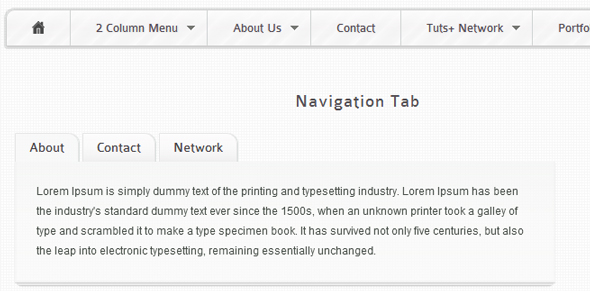 2 Column Menu About Us Contact Tuts+ Network Portfo
Navigation Tab
About Contact Network
Lorem Ipsum is simply dummy text of the printing and typesetting industry. Lorem Ipsum has been
the industry's standard dummy text ever since the 1500s, when an unknown printer took a galley of
type and scrambled it to make a type specimen book. It has survived not only five centuries, but also
the leap into electronic typesetting, remaining essentially unchanged.